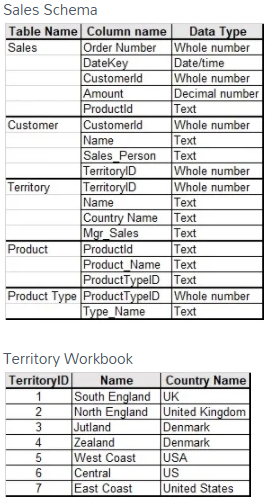 Sales Schema
Table Name Column name Data Type
Sales Order Number Whole number
DateKey Date/time
CustomerId Whole number
Amount Decimal number
ProductId Text
Customer CustomerId Whole number
Name Text
Sales_Person Text
TerritoryID Whole number
Territory TerritoryID Whole number
Name Text
Country Name Text
Mgr_Sales Text
Product ProductId Text
Product_Name Text
ProductTypeID Text
Product Type ProductTypeID Whole number
Type_Name Text
Territory Workbook
TerritoryID Name Country Name
1 South England UK
2 North England United Kingdom
3 Jutland Denmark
4 Zealand Denmark
5 West Coast USA
6 Central US
7 East Coast United States